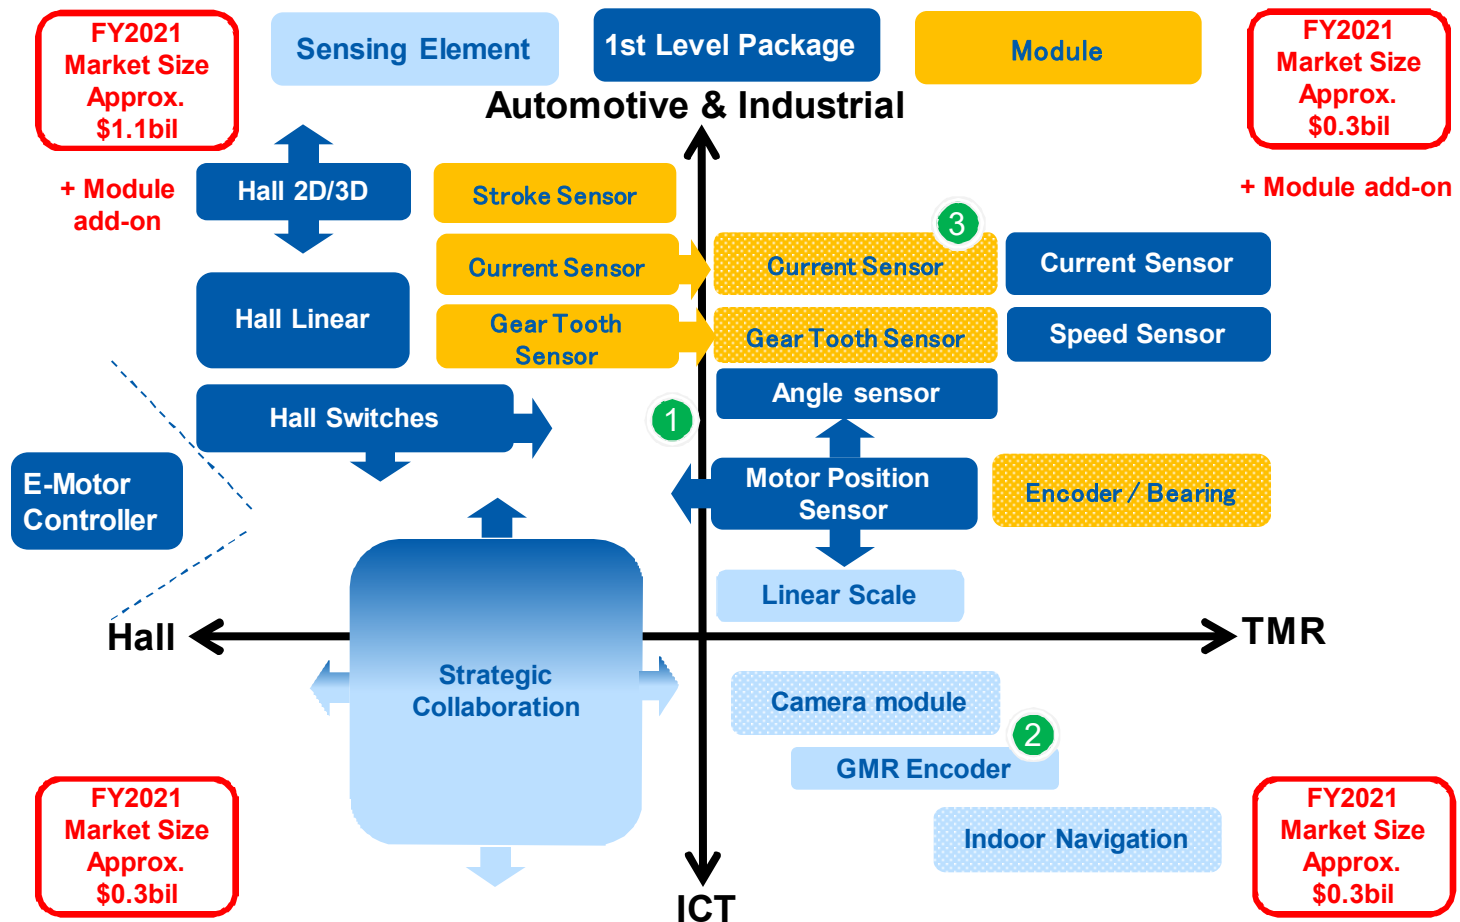 FY2021
Market Size
Approx.
$1.1bil
Sensing Element
1st Level Package
Module
FY2021
Market Size
Approx.
$0.3bil
Automotive & Industrial
+ Module
add-on
+ Module add-on
Hall 2D/3D
Stroke Sensor
3
Current Sensor
Current Sensor
Current Sensor
Hall Linear
Gear Tooth
Sensor
Gear Tooth Sensor
Speed Sensor
Angle sensor
Hall Switches
1
E-Motor
Controller
Motor Position
Sensor
Encoder / Bearing
Linear Scale
Hall
TMR
Strategic
Collaboration
Camera module
2
GMR Encoder
Indoor Navigation
FY2021
Market Size
Approx.
$0.3bil
FY2021
Market Size
Approx.
$0.3bil
ICT